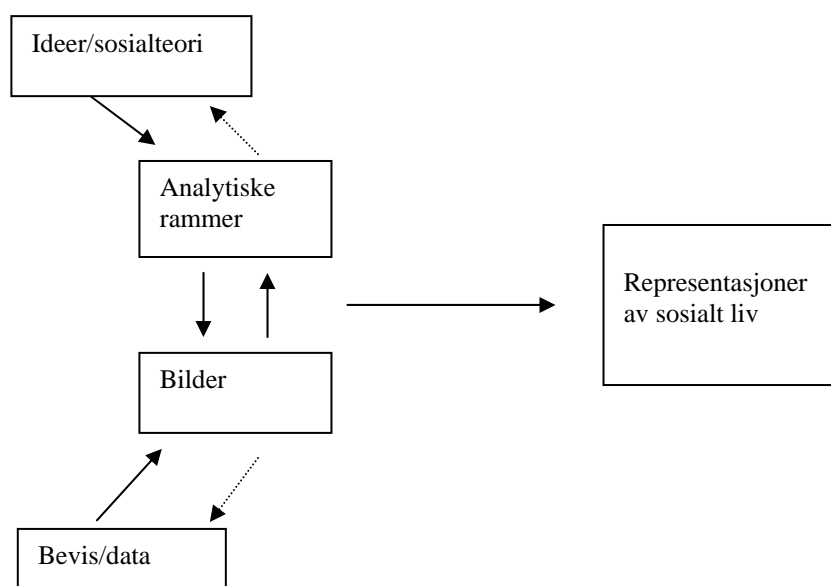 Ideer/sosialteori
Analytiske
rammer
Representasjoner
av sosialt liv
Bilder
Bevis/data